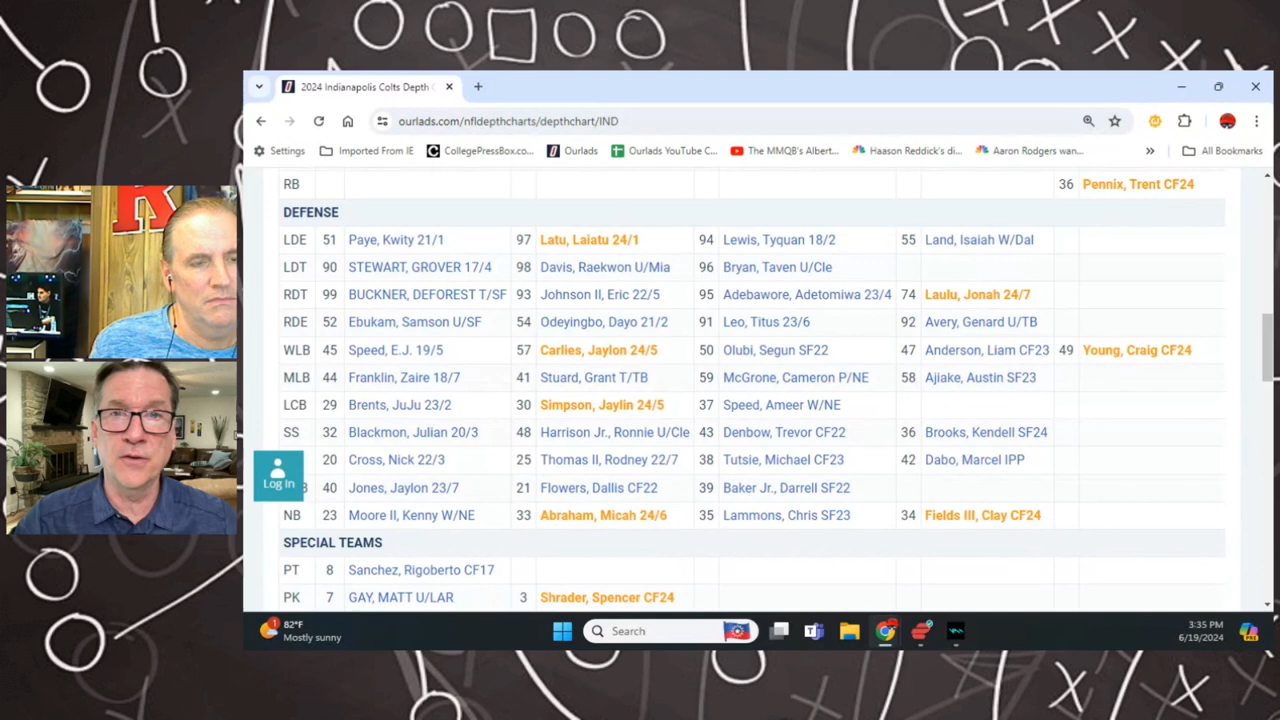 2024 Indianapolis Colts Depth
ourlads.com/nfldepthcharts/depthchart/IND
Settings Imported From IE CollegePressBox.co... Ourlads Ourlads YouTube C... The MMQB's Albert... Haason Reddick's di... Aaron Rodgers wan... » All Bookmarks
RB 36 Pennix, Trent CF24
DEFENSE
LDE 51 Paye, Kwity 21/1 97 Latu, Laiatu 24/1 94 Lewis, Tyquan 18/2 55 Land, Isaiah W/Dal
LDT 90 STEWART, GROVER 17/4 98 Davis, Raekwon U/Mia 96 Bryan, Taven U/Cle
RDT 99 BUCKNER, DEFOREST T/SF 93 Johnson II, Eric 22/5 95 Adebawore, Adetomiwa 23/4 74 Laulu, Jonah 24/7
RDE 52 Ebukam, Samson U/SF 54 Odeyingbo, Dayo 21/2 91 Leo, Titus 23/6 92 Avery, Genard U/TB
WLB 45 Speed, E.J. 19/5 57 Carlies, Jaylon 24/5 50 Olubi, Segun SF22 47 Anderson, Liam CF23 49 Young, Craig CF24
MLB 44 Franklin, Zaire 18/7 41 Stuard, Grant T/TB 59 McGrone, Cameron P/NE 58 Ajiake, Austin SF23
LCB 29 Brents, JuJu 23/2 30 Simpson, Jaylin 24/5 37 Speed, Ameer W/NE
SS 32 Blackmon, Julian 20/3 48 Harrison Jr., Ronnie U/Cle 43 Denbow, Trevor CF22 36 Brooks, Kendell SF24
20 Cross, Nick 22/3 25 Thomas II, Rodney 22/7 38 Tutsie, Michael CF23 42 Dabo, Marcel IPP
Log In
40 Jones, Jaylon 23/7 21 Flowers, Dallis CF22 39 Baker Jr., Darrell SF22
NB 23 Moore II, Kenny W/NE 33 Abraham, Micah 24/6 35 Lammons, Chris SF23 34 Fields III, Clay CF24
SPECIAL TEAMS
PT 8 Sanchez, Rigoberto CF17
PK 7 GAY, MATT U/LAR 3 Shrader, Spencer CF24
1 82°F
Mostly sunny
Search
3:35 PM
6/19/2024